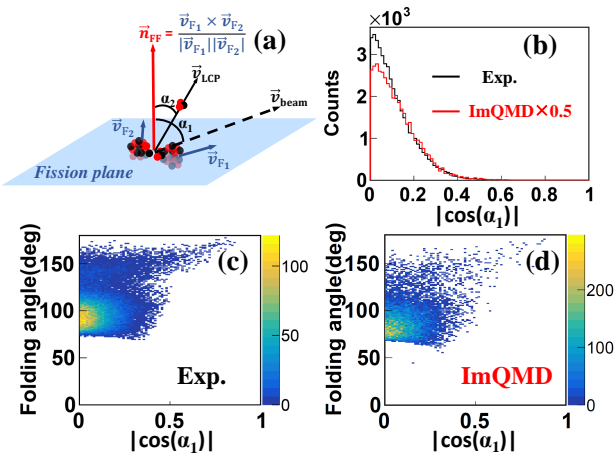 n⃗FF = v⃗F1 × v⃗F2 / |v⃗F1||v⃗F2|
(a)
v⃗LCP
α2
v⃗beam
α1
v⃗F2
v⃗F1
Fission plane
×10³
(b)
Exp.
ImQMD×0.5
Counts
3
2
1
0
0 0.2 0.4 0.6 0.8 1
|cos(α1)|
(c)
Folding angle(deg)
150
100
50
0
Exp.
0 0.5 1
|cos(α1)|
100
50
0
(d)
Folding angle(deg)
150
100
50
0
ImQMD
0 0.5 1
|cos(α1)|
200
100
0